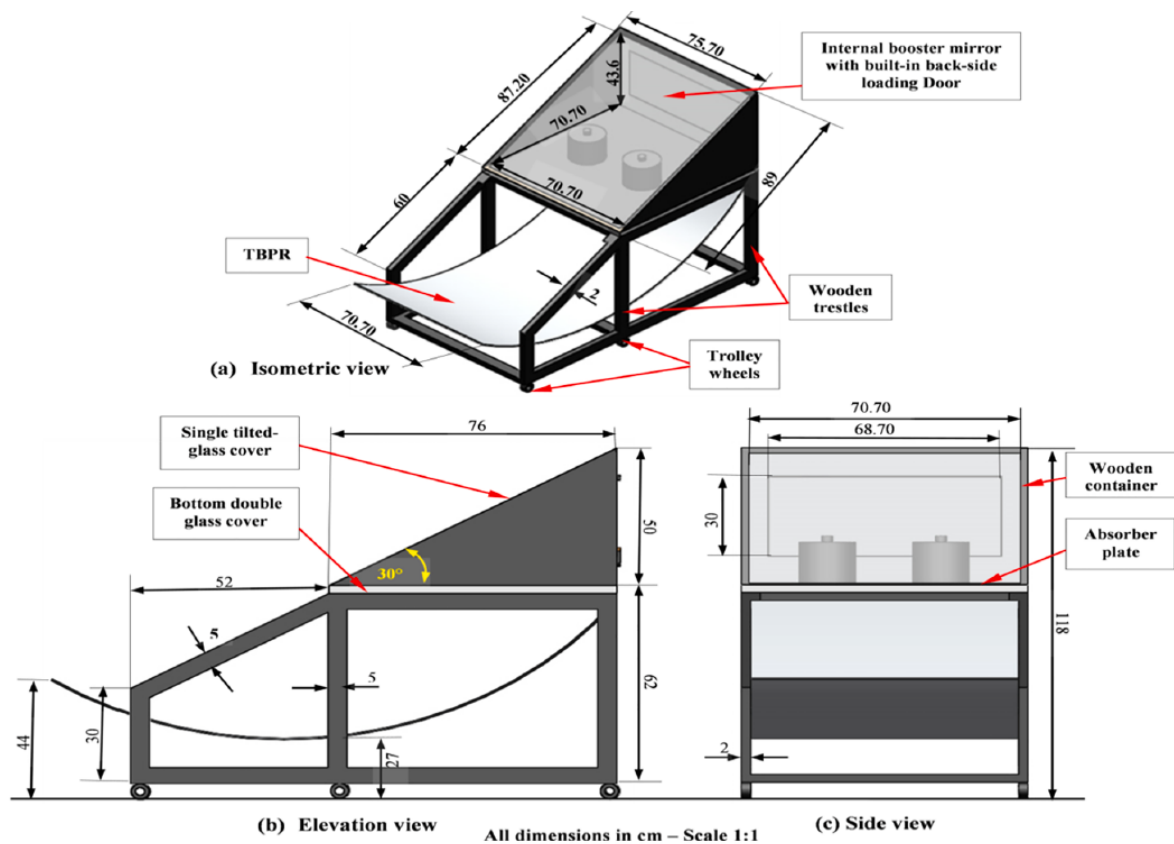 75.70
Internal booster mirror
with built-in back-side
loading Door
43.6
87.20
70.70
70.70
89
60
TBPR
2
Wooden
trestles
70.70
Trolley
wheels
(a) Isometric view
76
Single tilted-
glass cover
Bottom double
glass cover
50
30°
52
5
5
62
44
30
27
(b) Elevation view
70.70
68.70
Wooden
container
30
Absorber
plate
118
2
(c) Side view
All dimensions in cm – Scale 1:1